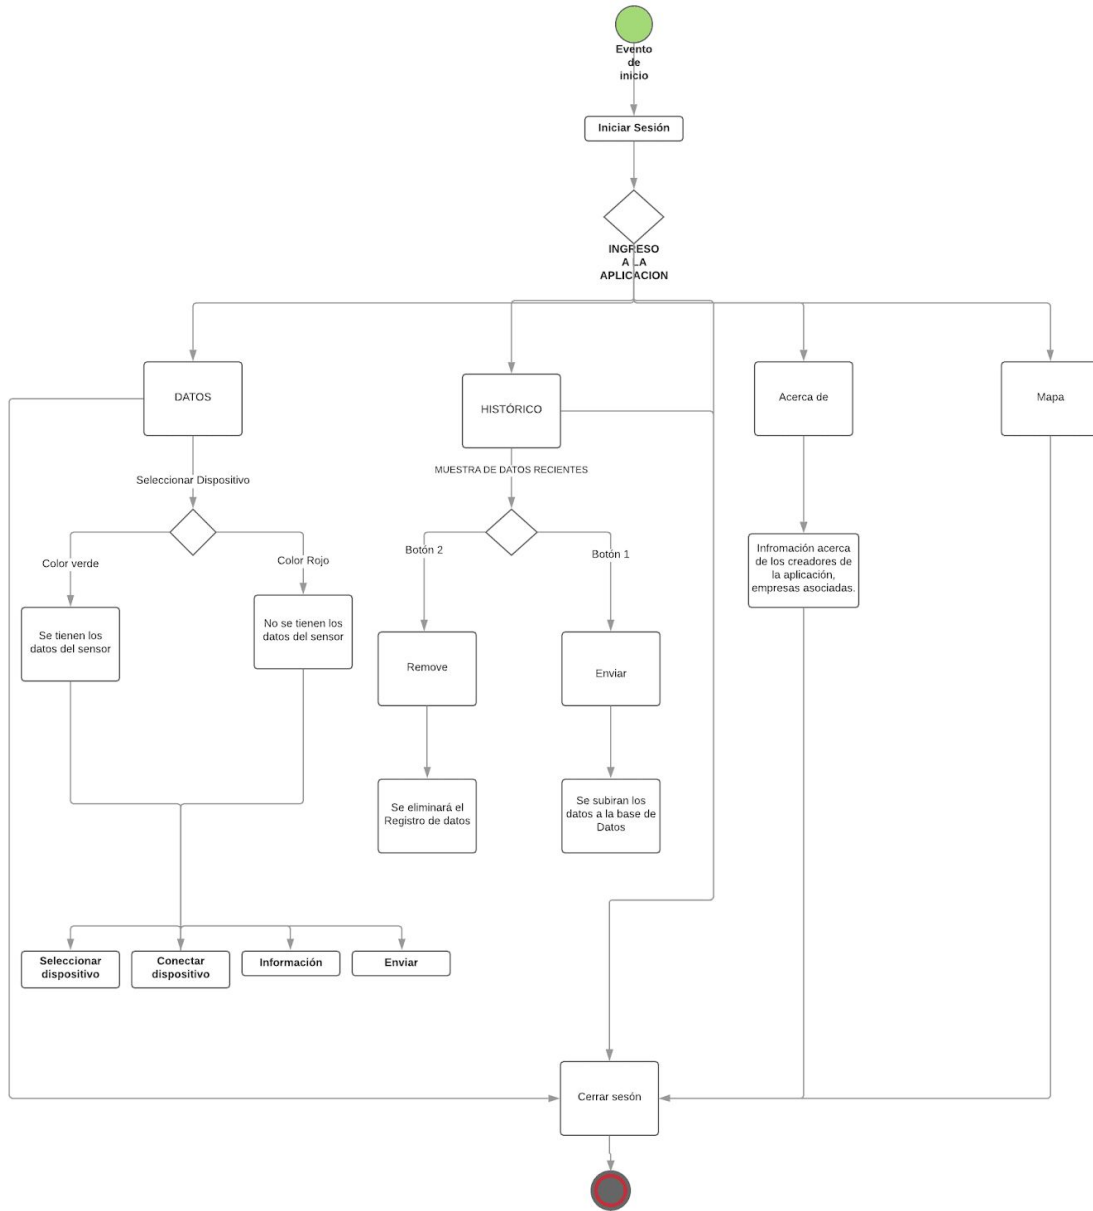 Evento
de
inicio
Iniciar Sesión
INGRESO
A LA
APLICACION
DATOS
HISTÓRICO
Acerca de
Mapa
Seleccionar Dispositivo
MUESTRA DE DATOS RECIENTES
Color verde
Color Rojo
Botón 2
Botón 1
Se tienen los
datos del sensor
No se tienen los
datos del sensor
Remove
Enviar
Infromación acerca
de los creadores de
la aplicación,
empresas asociadas.
Se eliminará el
Registro de datos
Se subiran los
datos a la base de
Datos
Seleccionar
dispositivo
Conectar
dispositivo
Información
Enviar
Cerrar sesón